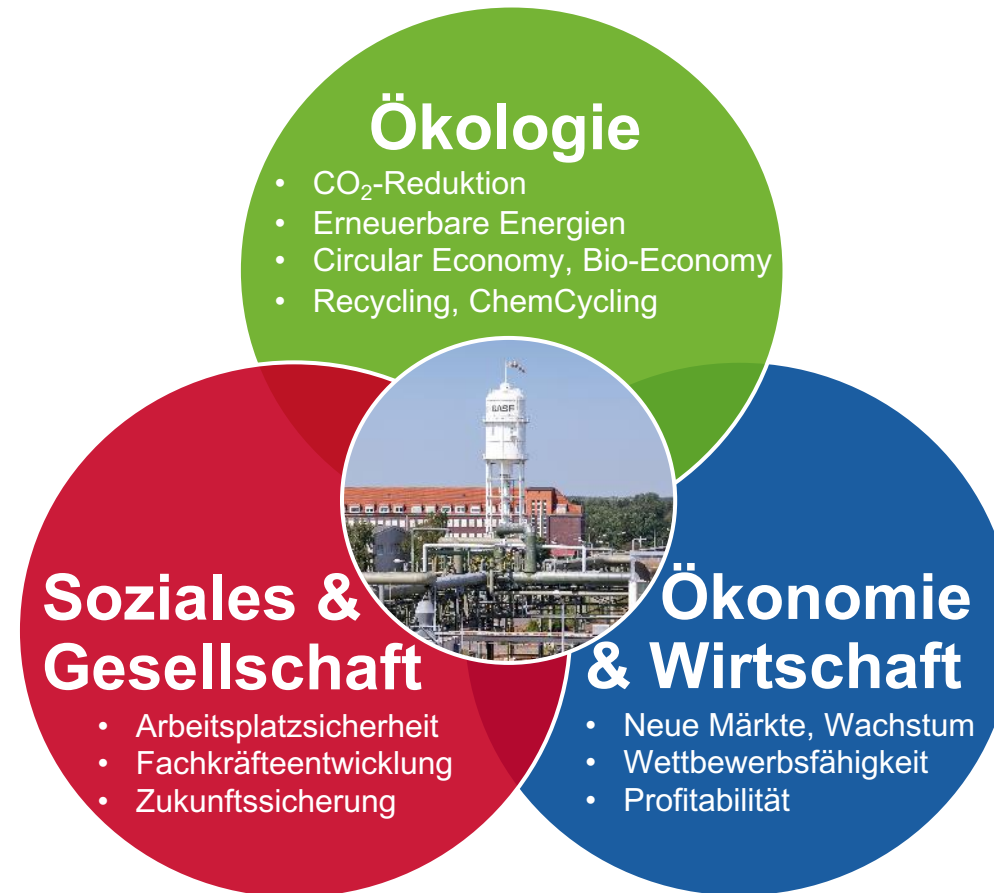 Ökologie
• CO₂-Reduktion
• Erneuerbare Energien
• Circular Economy, Bio-Economy
• Recycling, ChemCycling
Soziales &
Gesellschaft
• Arbeitsplatzsicherheit
• Fachkräfteentwicklung
• Zukunftssicherung
Ökonomie
& Wirtschaft
• Neue Märkte, Wachstum
• Wettbewerbsfähigkeit
• Profitabilität